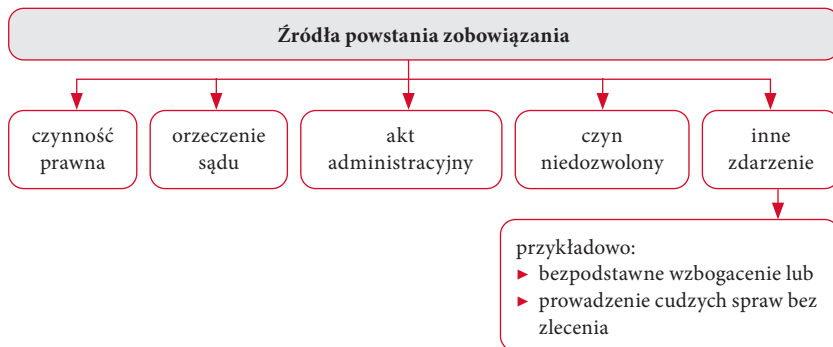 Źródła powstania zobowiązania
czynność
prawna
orzeczenie
sądu
akt
administracyjny
czyn
niedozwolony
inne
zdarzenie
przykładowo:
► bezpodstawne wzbogacenie lub
► prowadzenie cudzych spraw bez
zlecenia